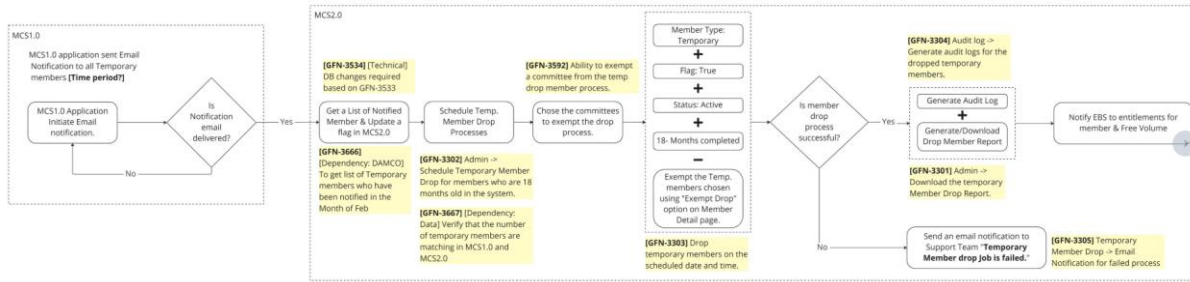 MCS1.0
MCS1.0 application sent Email
Notification to all Temporary
members [Time period?]
MCS1.0 Application
Initiate Email
notification.
Is
Notification
email
delivered?
No
Yes
MCS2.0
[GFN-3534] [Technical]
DB changes required
based on GFN-3533
Get a List of Notified
Member & Update a
flag in MCS2.0
[GFN-3666]
[Dependency: DAMCO]
To get list of Temporary
members who have
been notified in the
Month of Feb
Schedule Temp.
Member Drop
Processes
[GFN-3302] Admin ->
Schedule Temporary Member
Drop for members who are 18
months old in the system.
[GFN-3667] [Dependency:
Data] Verify that the number
of temporary members are
matching in MCS1.0 and
MCS2.0
[GFN-3592] Ability to exempt
a committee from the temp
drop member process.
Chose the committees
to exempt the drop
process.
Member Type:
Temporary
+
Flag: True
+
Status: Active
+
18- Months completed
–
Exempt the Temp.
members chosen
using "Exempt Drop"
option on Member
Detail page.
[GFN-3303] Drop
temporary members on the
scheduled date and time.
Is member
drop
process
successful?
Yes
No
[GFN-3304] Audit log ->
Generate audit logs for the
dropped temporary
members.
Generate Audit Log
+
Generate/Download
Drop Member Report
[GFN-3301] Admin ->
Download the temporary
Member Drop Report.
Notify EBS to entitlements for
member & Free Volume
Send an email notification to
Support Team "Temporary
Member drop Job is failed."
[GFN-3305] Temporary
Member Drop -> Email
Notification for failed process